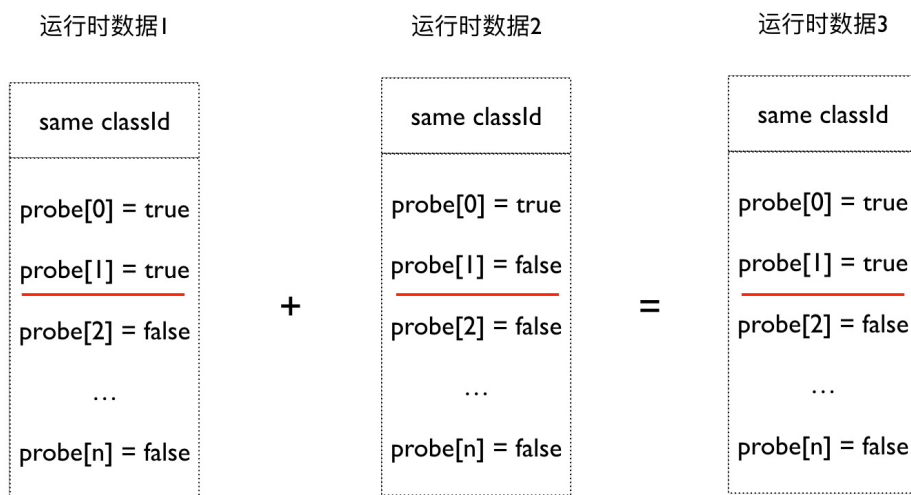 运行时数据1
运行时数据2
运行时数据3
same classId
probe[0] = true
probe[1] = true
probe[2] = false
...
probe[n] = false
+
same classId
probe[0] = true
probe[1] = false
probe[2] = false
...
probe[n] = false
=
same classId
probe[0] = true
probe[1] = true
probe[2] = false
...
probe[n] = false